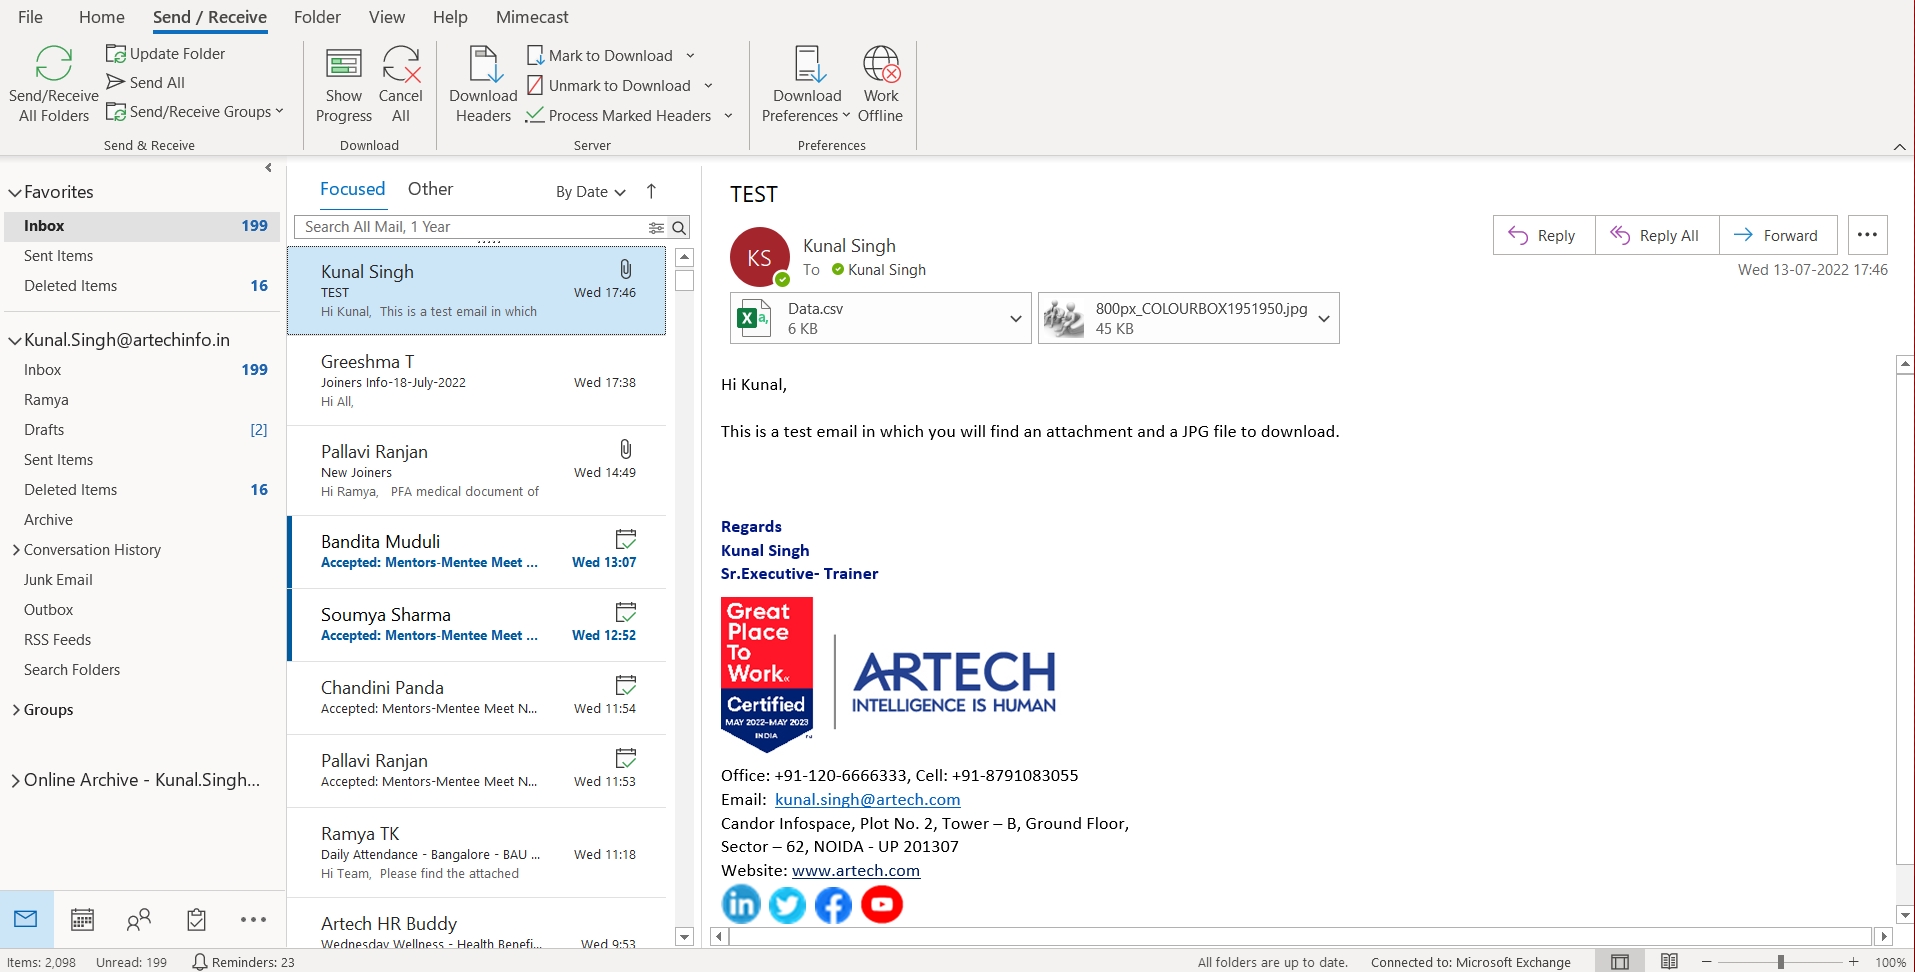 File Home Send / Receive Folder View Help Mimecast
Send/Receive All Folders
Update Folder
Send All
Send/Receive Groups
Send & Receive
Show Progress
Cancel All
Download
Download Headers
Mark to Download
Unmark to Download
Process Marked Headers
Server
Download Preferences
Work Offline
Preferences
Favorites
Inbox 199
Sent Items
Deleted Items 16
Kunal.Singh@artechinfo.in
Inbox 199
Ramya
Drafts [2]
Sent Items
Deleted Items 16
Archive
Conversation History
Junk Email
Outbox
RSS Feeds
Search Folders
Groups
Online Archive - Kunal.Singh...
Focused Other By Date
Search All Mail, 1 Year
Kunal Singh
TEST Wed 17:46
Hi Kunal, This is a test email in which
Greeshma T
Joiners Info-18-July-2022 Wed 17:38
Hi All,
Pallavi Ranjan
New Joiners Wed 14:49
Hi Ramya, PFA medical document of
Bandita Muduli
Accepted: Mentors-Mentee Meet ... Wed 13:07
Soumya Sharma
Accepted: Mentors-Mentee Meet ... Wed 12:52
Chandini Panda
Accepted: Mentors-Mentee Meet N... Wed 11:54
Pallavi Ranjan
Accepted: Mentors-Mentee Meet N... Wed 11:53
Ramya TK
Daily Attendance - Bangalore - BAU ... Wed 11:18
Hi Team, Please find the attached
Artech HR Buddy
Wednesday Wellness - Health Benefi... Wed 9:53
TEST
KS
Kunal Singh
To Kunal Singh
Reply Reply All Forward
Wed 13-07-2022 17:46
a,
Data.csv
6 KB
800px_COLOURBOX1951950.jpg
45 KB
Hi Kunal,
This is a test email in which you will find an attachment and a JPG file to download.
Regards
Kunal Singh
Sr.Executive- Trainer
Great
Place
To
Work.
Certified
MAY 2022-MAY 2023
INDIA
ARTECH
INTELLIGENCE IS HUMAN
Office: +91-120-6666333, Cell: +91-8791083055
Email: kunal.singh@artech.com
Candor Infospace, Plot No. 2, Tower – B, Ground Floor,
Sector – 62, NOIDA - UP 201307
Website: www.artech.com
in
Items: 2,098 Unread: 199 Reminders: 23 All folders are up to date. Connected to: Microsoft Exchange 100%